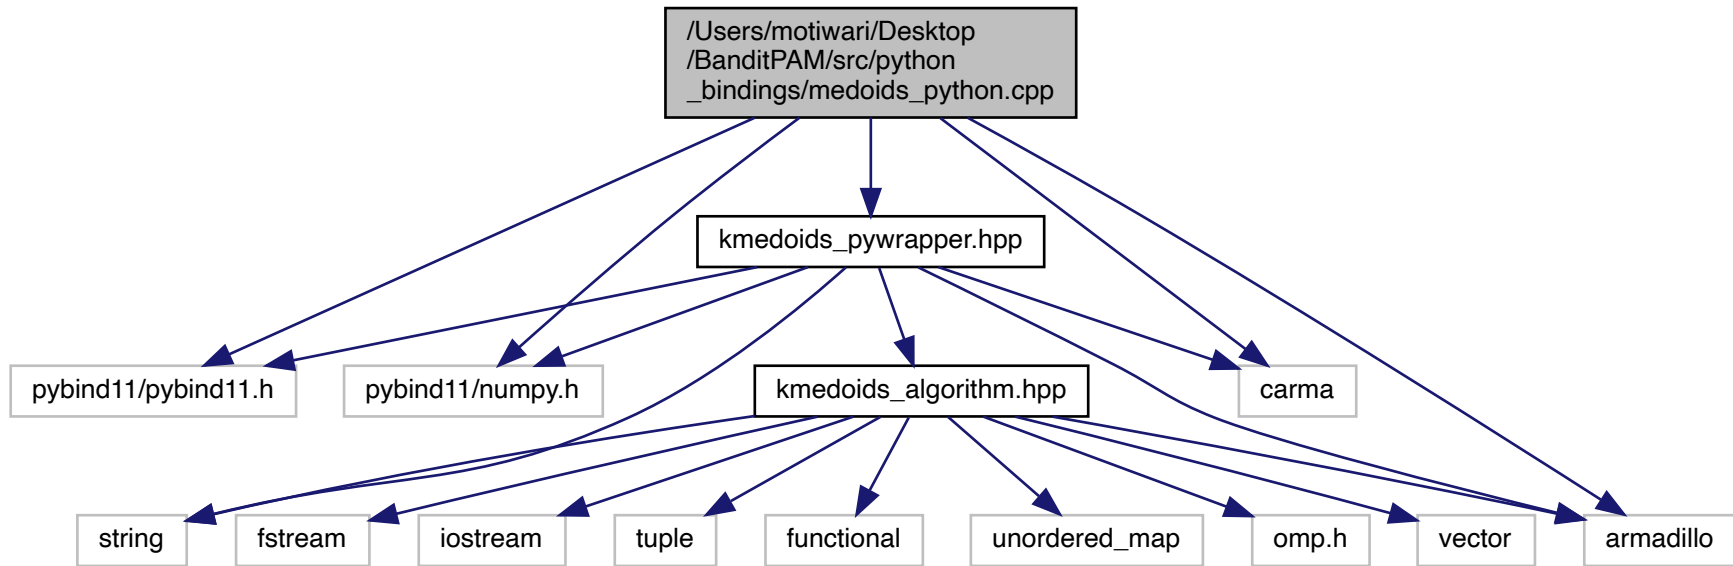 /Users/motiwari/Desktop
/BanditPAM/src/python
_bindings/medoids_python.cpp
kmedoids_pywrapper.hpp
pybind11/pybind11.h
pybind11/numpy.h
kmedoids_algorithm.hpp
carma
string
fstream
iostream
tuple
functional
unordered_map
omp.h
vector
armadillo